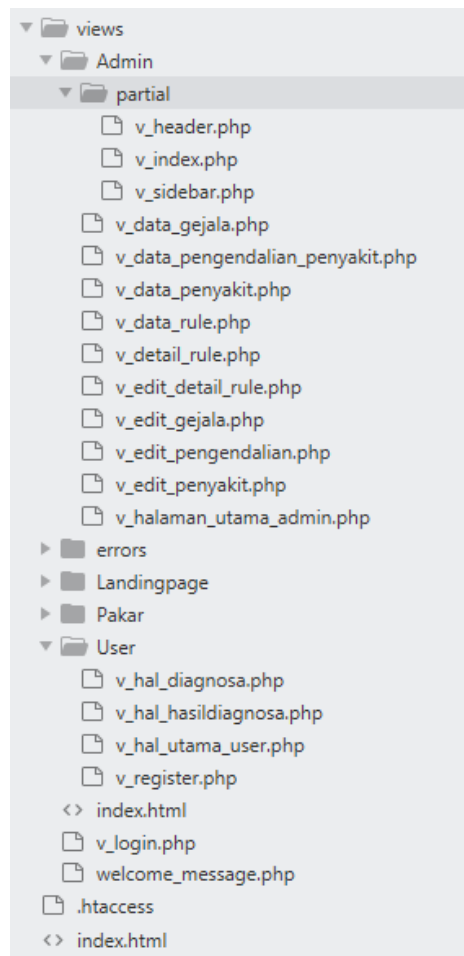 views
Admin
partial
v_header.php
v_index.php
v_sidebar.php
v_data_gejala.php
v_data_pengendalian_penyakit.php
v_data_penyakit.php
v_data_rule.php
v_detail_rule.php
v_edit_detail_rule.php
v_edit_gejala.php
v_edit_pengendalian.php
v_edit_penyakit.php
v_halaman_utama_admin.php
errors
Landingpage
Pakar
User
v_hal_diagnosa.php
v_hal_hasildiagnosa.php
v_hal_utama_user.php
v_register.php
<> index.html
v_login.php
welcome_message.php
.htaccess
<> index.html